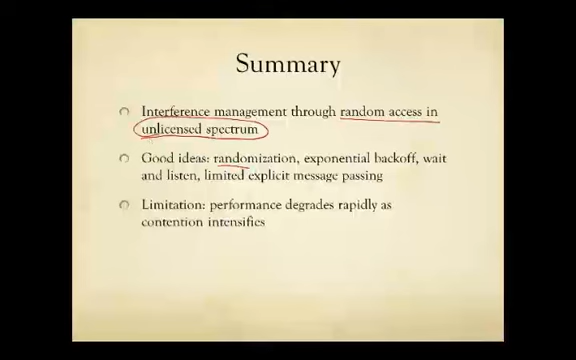 Summary
Interference management through random access in
unlicensed spectrum
Good ideas: randomization, exponential backoff, wait
and listen, limited explicit message passing
Limitation: performance degrades rapidly as
contention intensifies